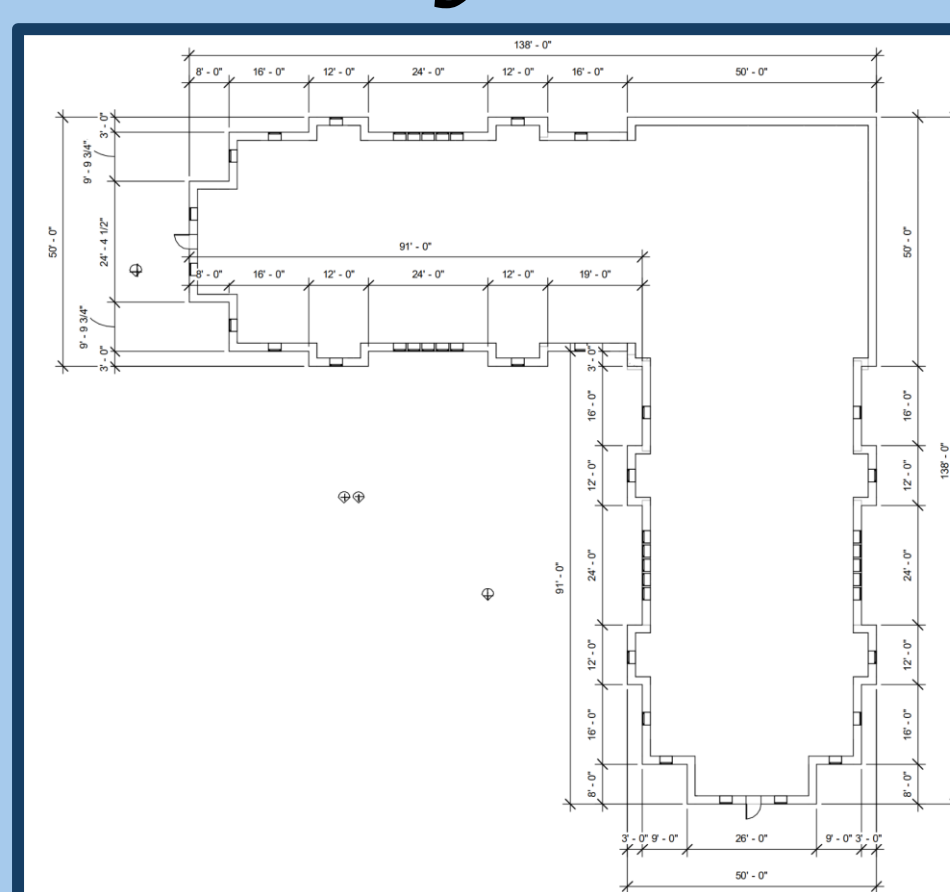 138' - 0"
8' - 0" 16' - 0" 12' - 0" 24' - 0" 12' - 0" 16' - 0" 50' - 0"
3' - 0"
9' - 9 3/4"
24' - 4 1/2"
50' - 0"
9' - 9 3/4"
3' - 0"
50' - 0"
91' - 0"
8' - 0" 16' - 0" 12' - 0" 24' - 0" 12' - 0" 19' - 0"
3' - 0"
16' - 0"
12' - 0"
24' - 0"
91' - 0"
12' - 0"
16' - 0"
8' - 0"
16' - 0"
12' - 0"
138' - 0"
24' - 0"
12' - 0"
16' - 0"
8' - 0"
3' - 0" 9' - 0" 26' - 0" 9' - 0" 3' - 0"
50' - 0"